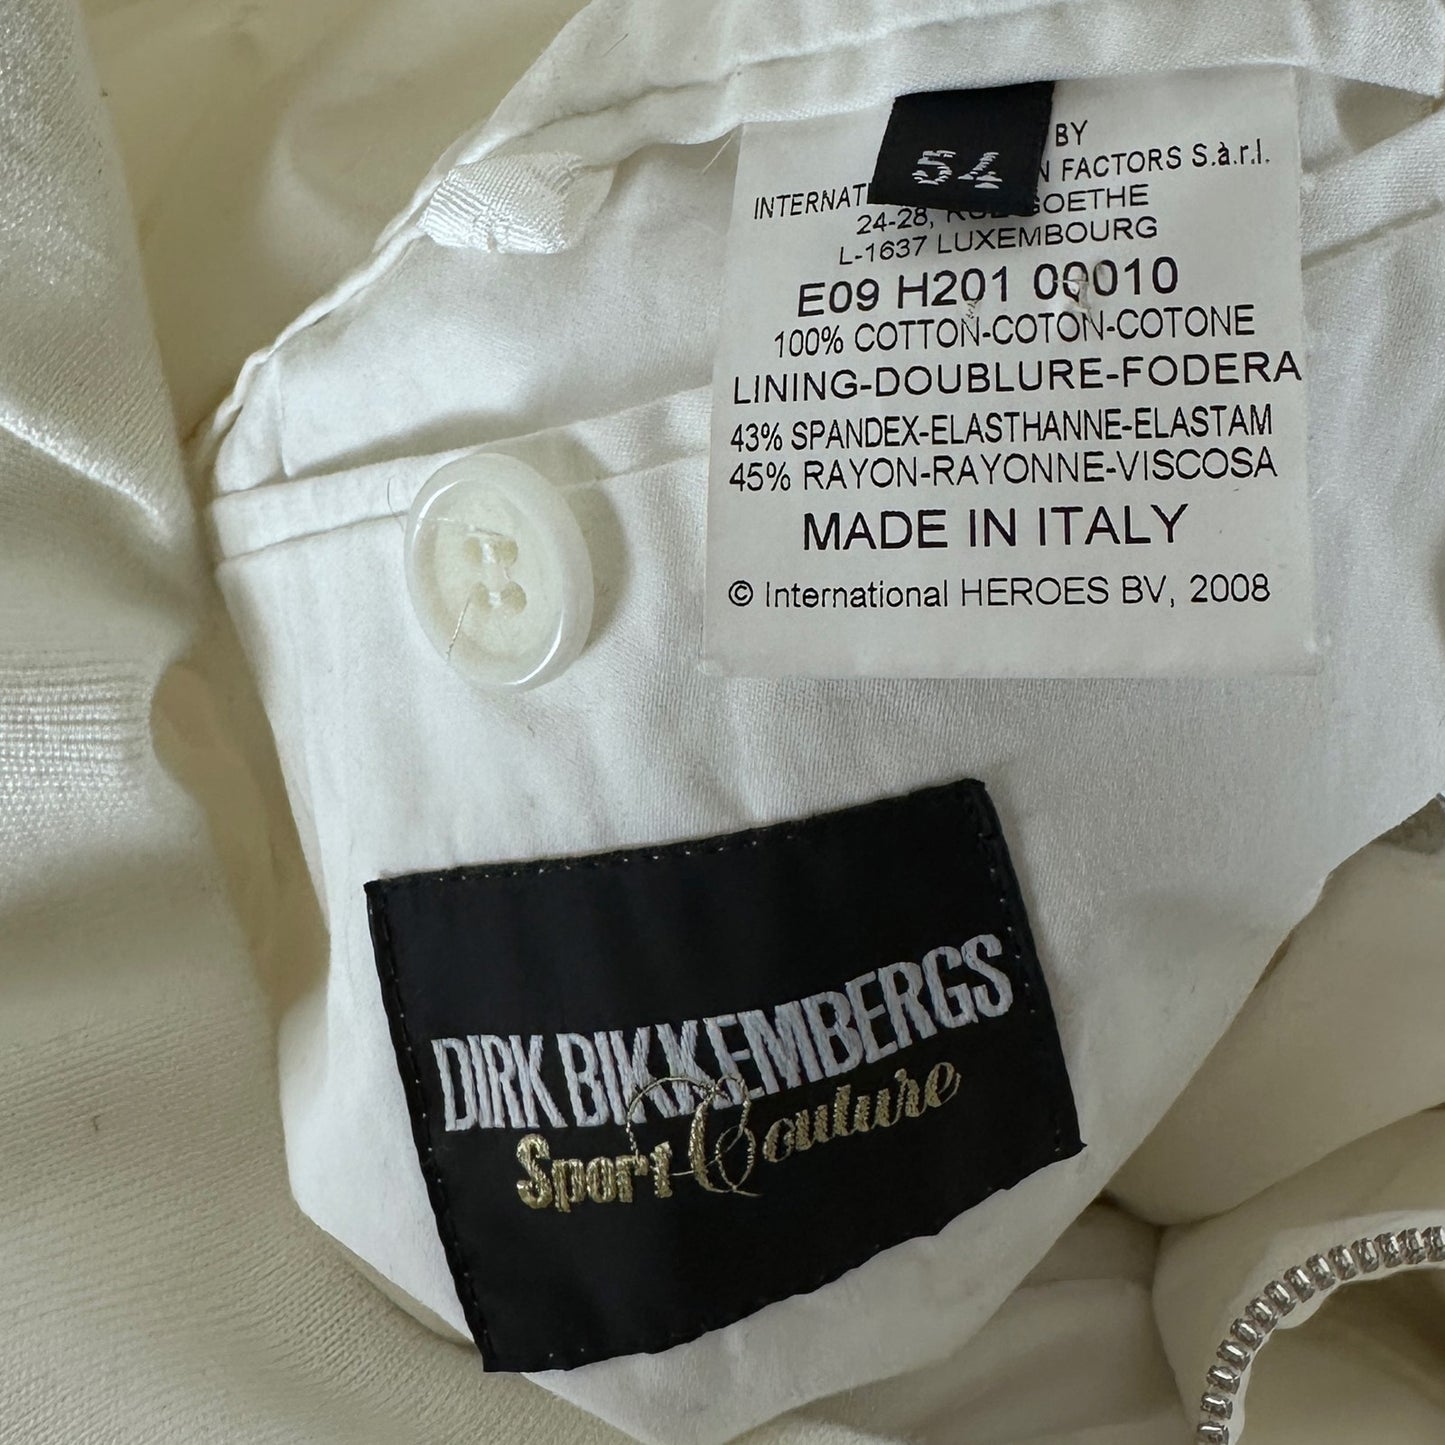 54
BY
FACTORS S.à.r.l.
24-28, GOETHE
L-1637 LUXEMBOURG
E09 H201 00010
100% COTTON-COTON-COTONE
LINING-DOUBLURE-FODERA
43% SPANDEX-ELASTHANNE-ELASTAM
45% RAYON-RAYONNE-VISCOSA
MADE IN ITALY
© International HEROES BV, 2008
DIRK BIKKEMBERGS
Sport Couture